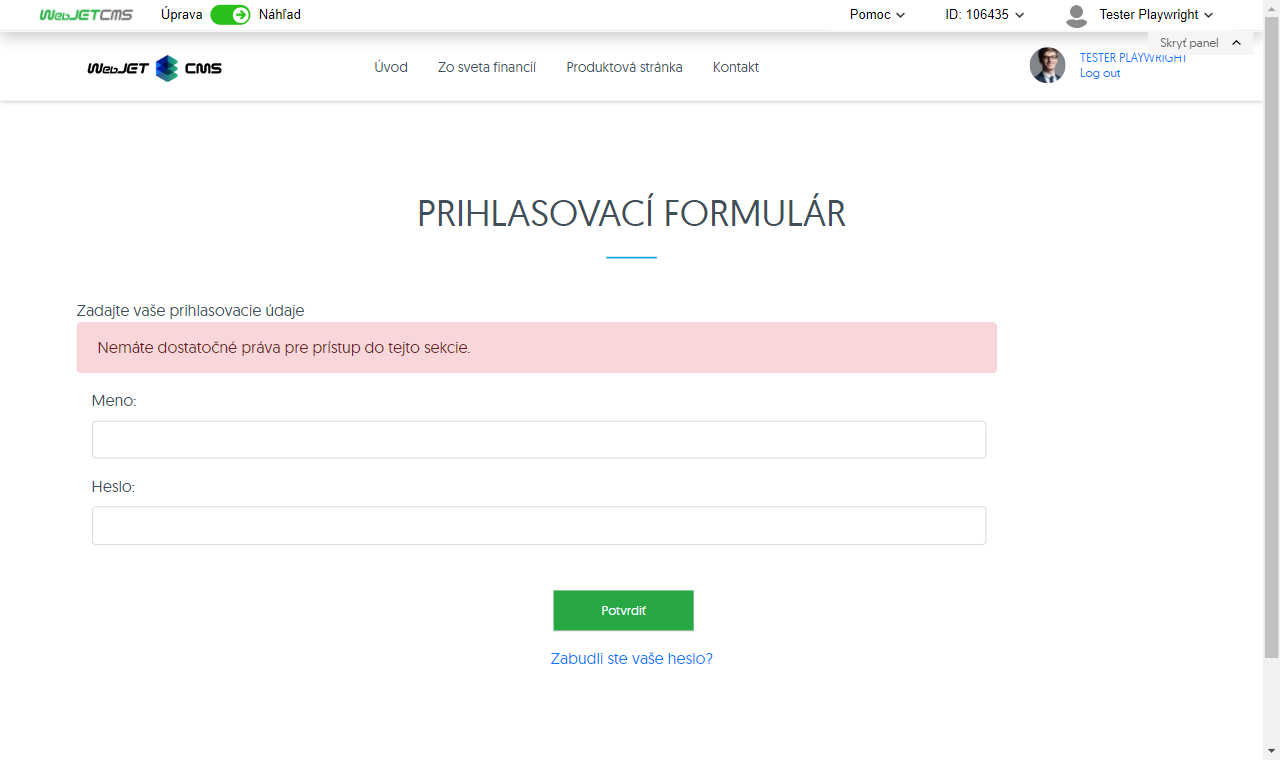 WebJETCMS Úprava Náhľad Pomoc ID: 106435 Tester Playwright
Skryť panel
WebJET CMS Úvod Zo sveta financií Produktová stránka Kontakt TESTER PLAYWRIGHT
Log out
PRIHLASOVACÍ FORMULÁR
Zadajte vaše prihlasovacie údaje
Nemáte dostatočné práva pre prístup do tejto sekcie.
Meno:
Heslo:
Potvrdiť
Zabudli ste vaše heslo?